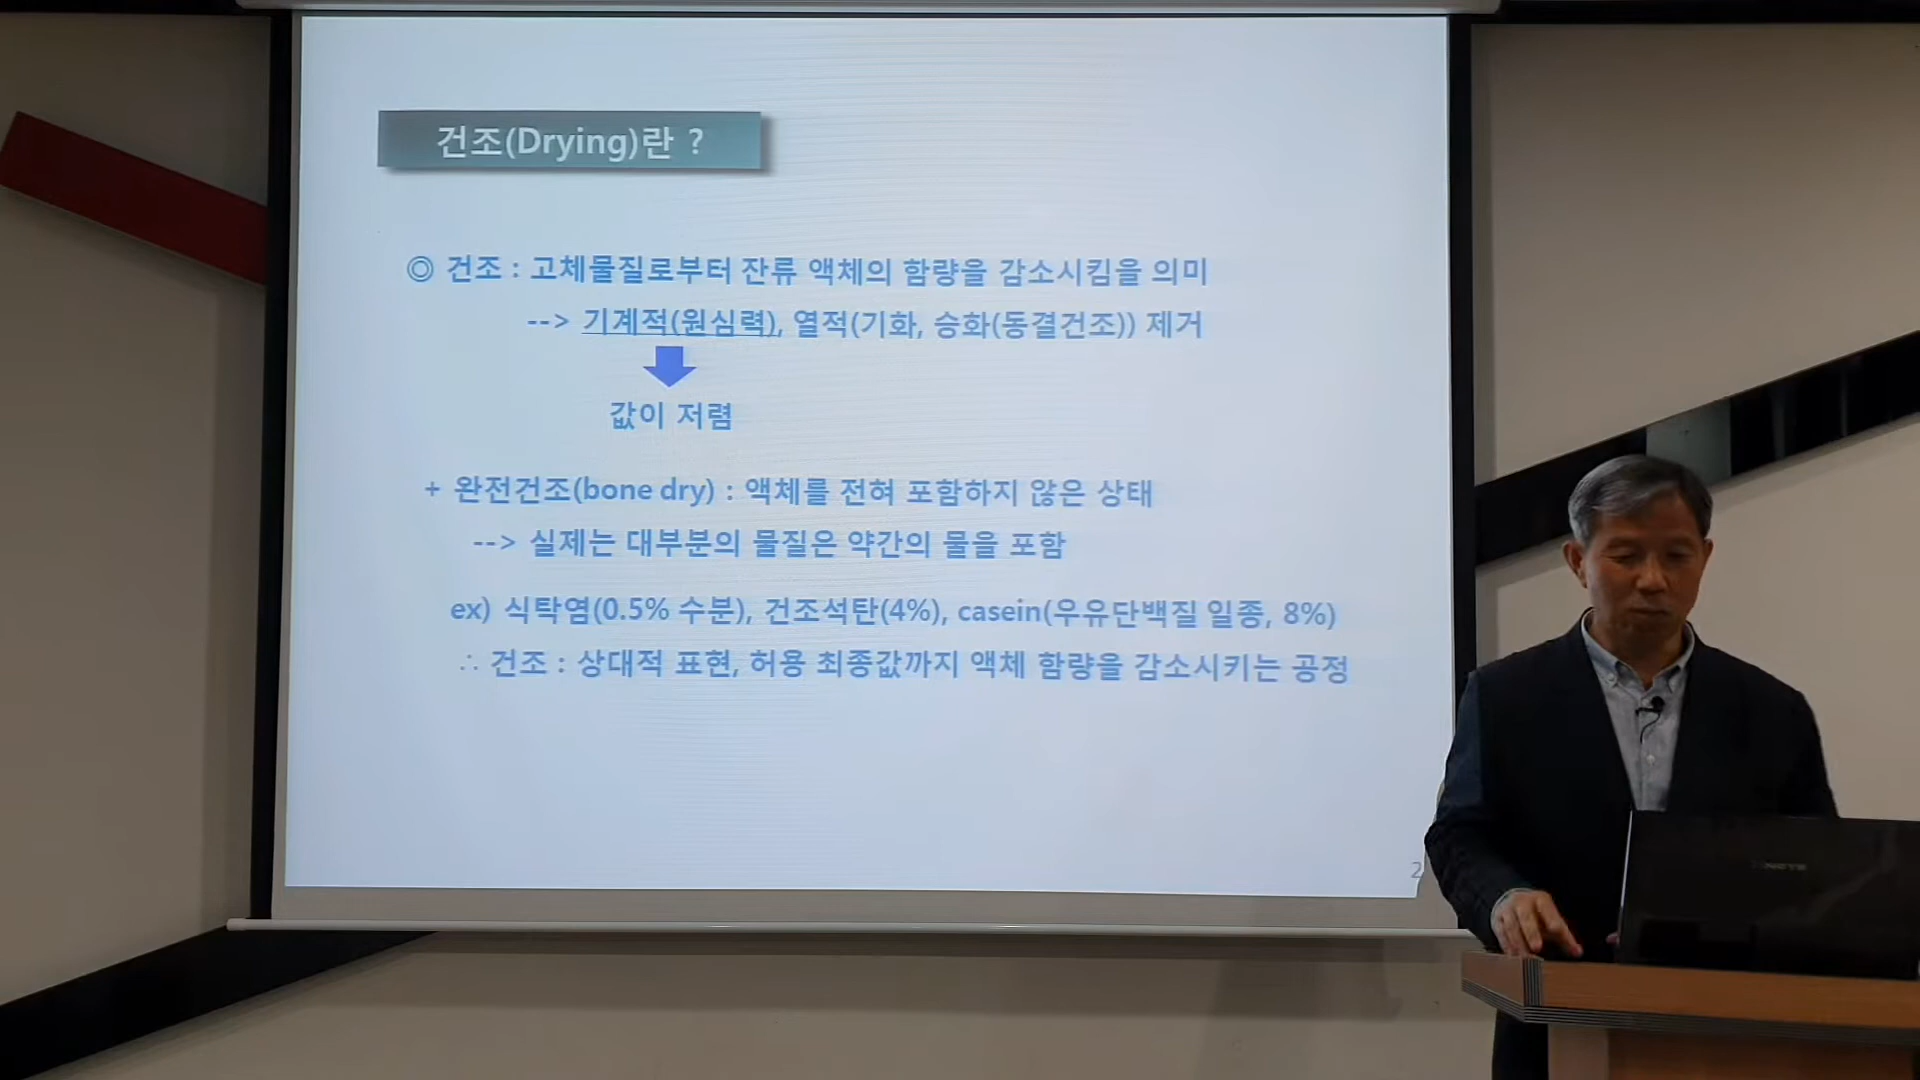 건조(Drying)란 ?
◎ 건조 : 고체물질로부터 잔류 액체의 함량을 감소시킴을 의미
--> 기계적(원심력), 열적(기화, 승화(동결건조)) 제거
값이 저렴
+ 완전건조(bone dry) : 액체를 전혀 포함하지 않은 상태
--> 실제는 대부분의 물질은 약간의 물을 포함
ex) 식탁염(0.5% 수분), 건조석탄(4%), casein(우유단백질 일종, 8%)
∴ 건조 : 상대적 표현, 허용 최종값까지 액체 함량을 감소시키는 공정
2